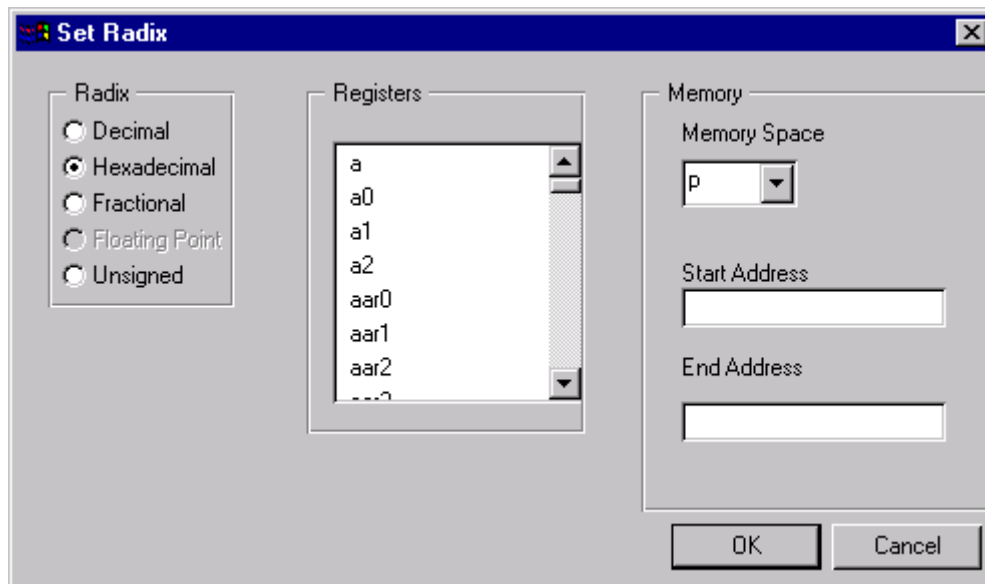 Set Radix
Radix
Decimal
Hexadecimal
Fractional
Floating Point
Unsigned
Registers
a
a0
a1
a2
aar0
aar1
aar2
Memory
Memory Space
p
Start Address
End Address
OK
Cancel